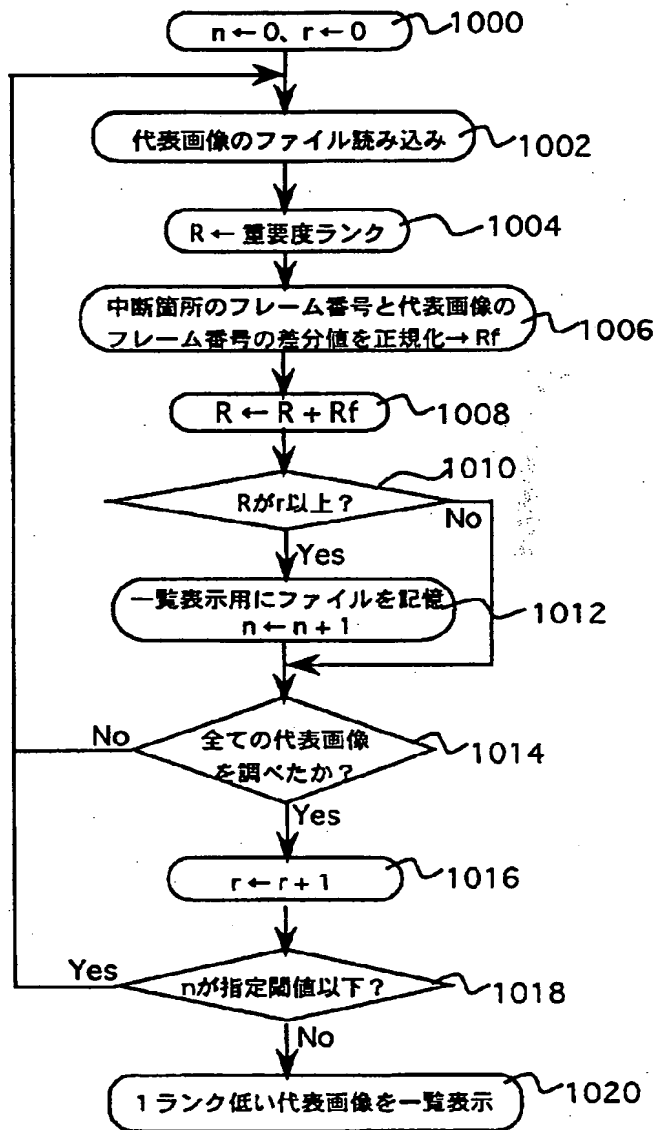 n ← 0、r ← 0
1000
代表画像のファイル読み込み
1002
R ← 重要度ランク
1004
中断箇所のフレーム番号と代表画像の
フレーム番号の差分値を正規化→ Rf
1006
R ← R + Rf
1008
1010
Rがr以上？
No
Yes
一覧表示用にファイルを記憶
n ← n + 1
1012
No
全ての代表画像
を調べたか？
1014
Yes
r ← r + 1
1016
Yes
nが指定閾値以下？
1018
No
1ランク低い代表画像を一覧表示
1020